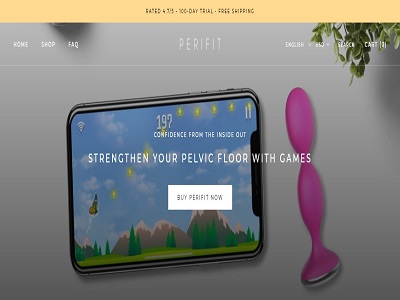 RATED 4.7/5 - 100-DAY TRIAL - FREE SHIPPING
HOME SHOP FAQ
PERIFIT
ENGLISH USD SEARCH CART (0)
197
CONFIDENCE FROM THE INSIDE OUT
STRENGTHEN YOUR PELVIC FLOOR WITH GAMES
BUY PERIFIT NOW